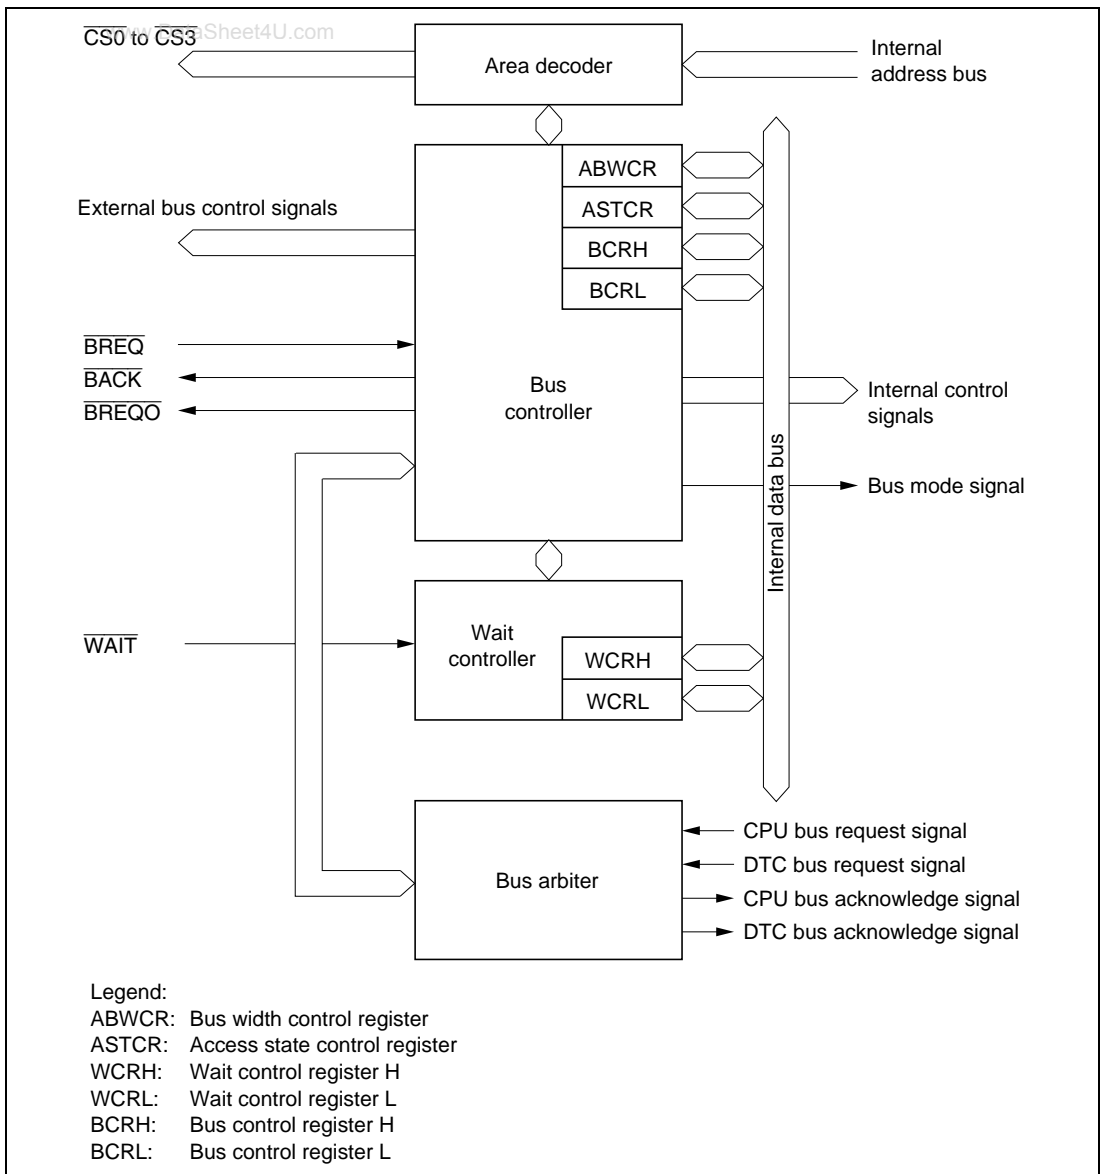 www.DataSheet4U.com
CS0 to CS3
Area decoder
Internal
address bus
ABWCR
ASTCR
BCRH
BCRL
External bus control signals
BREQ
BACK
BREQO
Bus
controller
Internal control
signals
Bus mode signal
Internal data bus
WAIT
Wait
controller
WCRH
WCRL
Bus arbiter
CPU bus request signal
DTC bus request signal
CPU bus acknowledge signal
DTC bus acknowledge signal
Legend:
ABWCR: Bus width control register
ASTCR: Access state control register
WCRH: Wait control register H
WCRL: Wait control register L
BCRH: Bus control register H
BCRL: Bus control register L